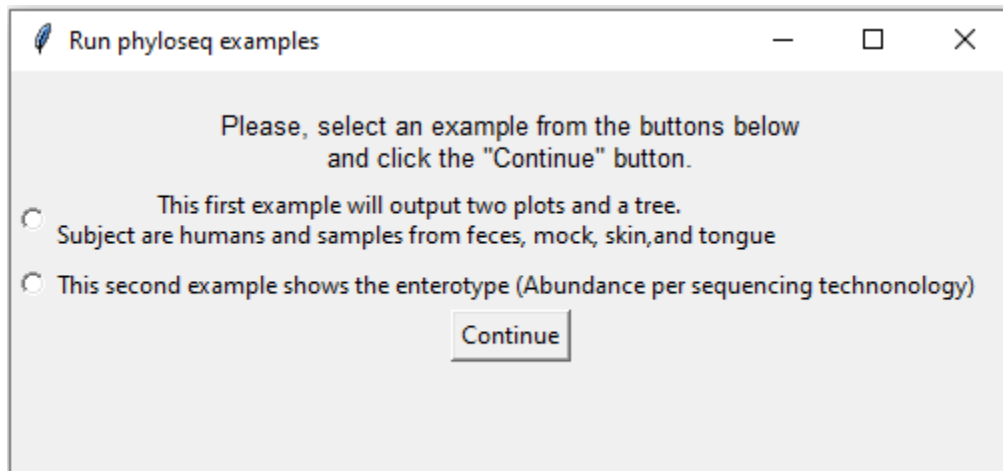 Run phyloseq examples
Please, select an example from the buttons below
and click the "Continue" button.
This first example will output two plots and a tree.
Subject are humans and samples from feces, mock, skin,and tongue
This second example shows the enterotype (Abundance per sequencing technonology)
Continue